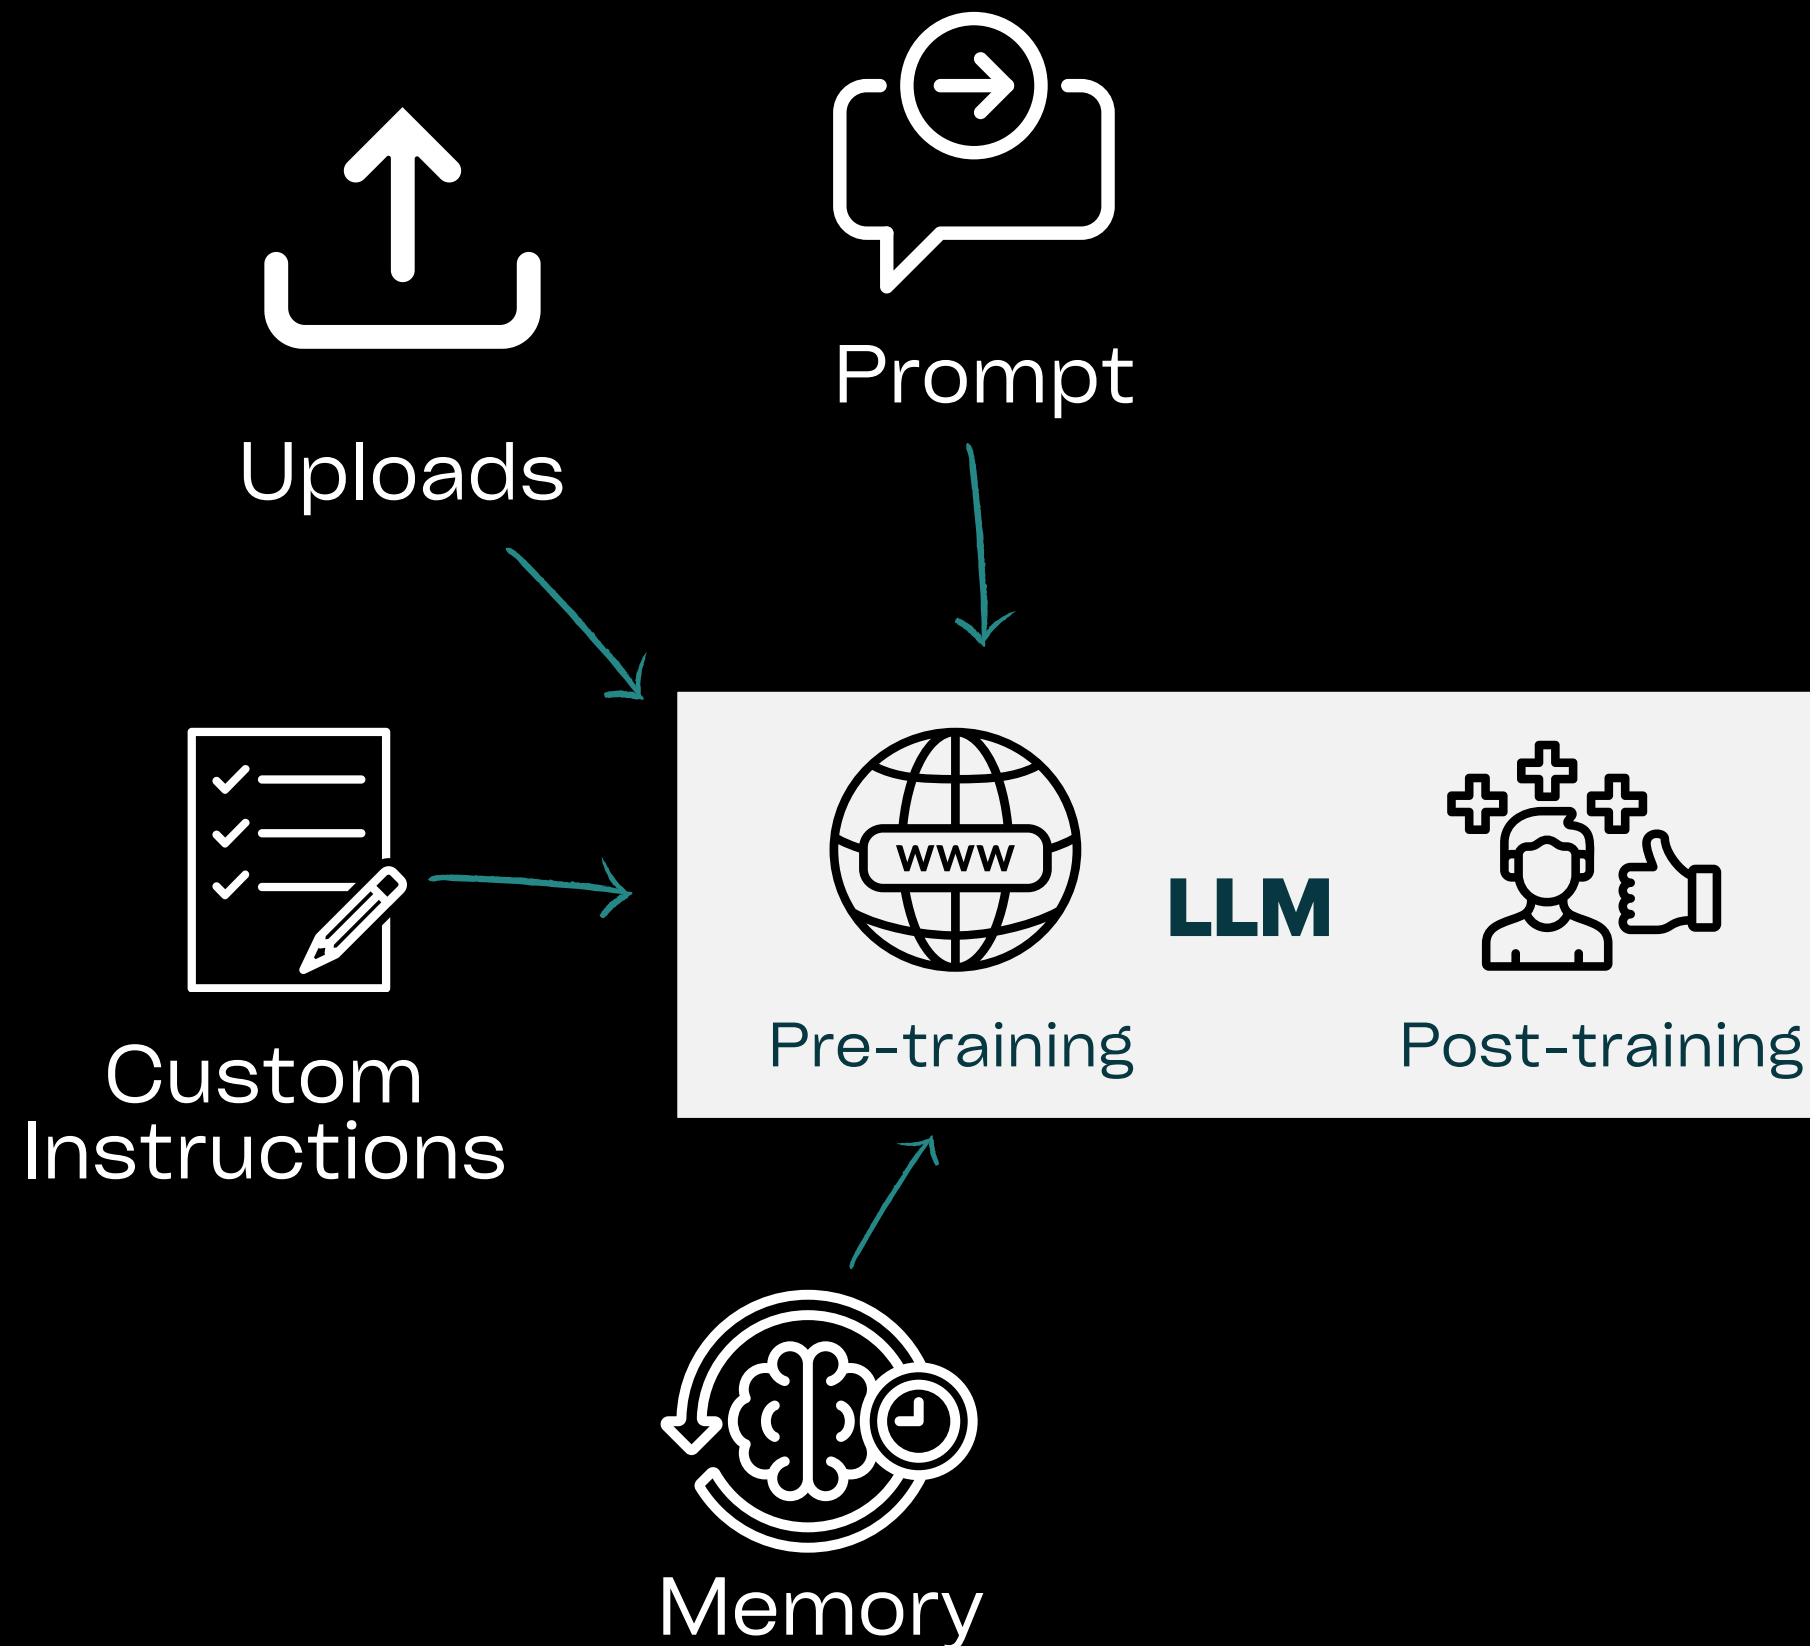 Prompt
Uploads
www
LLM
Pre-training
Post-training
Custom
Instructions
Memory